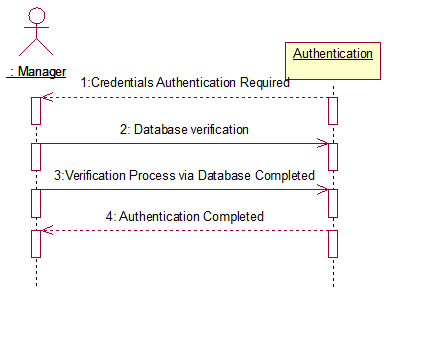 Authentication
: Manager
1:Credentials Authentication Required
2: Database verification
3:Verification Process via Database Completed
4: Authentication Completed